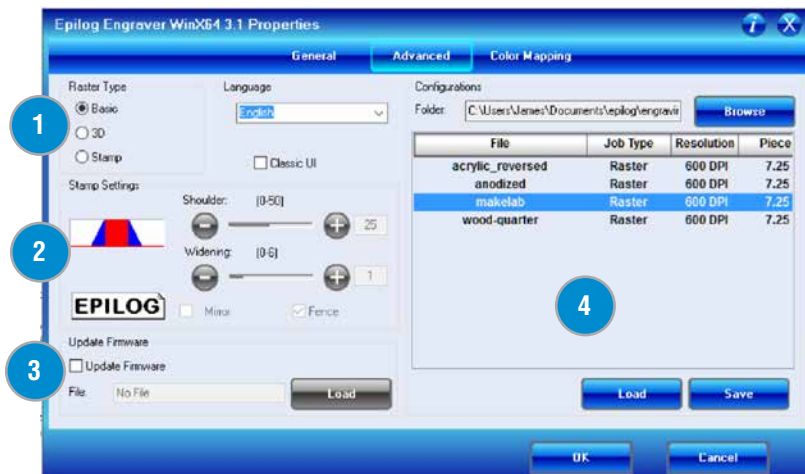 Epilog Engraver WinX64 3.1 Properties
i X
General Advanced Color Mapping
Raster Type
Basic
3D
Stamp
1
Language
English
Classic UI
Stamp Settings
Shoulder: (0-50)
25
Widening: (0-6)
1
2
EPILOG
Mirror Fence
Update Firmware
Update Firmware
3
File: No File Load
Configurations
Folder: C:\Users\James\Documents\epilog\engravir Browse
File Job Type Resolution Piece
acrylic_reversed Raster 600 DPI 7.25
anodized Raster 600 DPI 7.25
makelab Raster 600 DPI 7.25
wood-quarter Raster 600 DPI 7.25
4
Load Save
OK Cancel